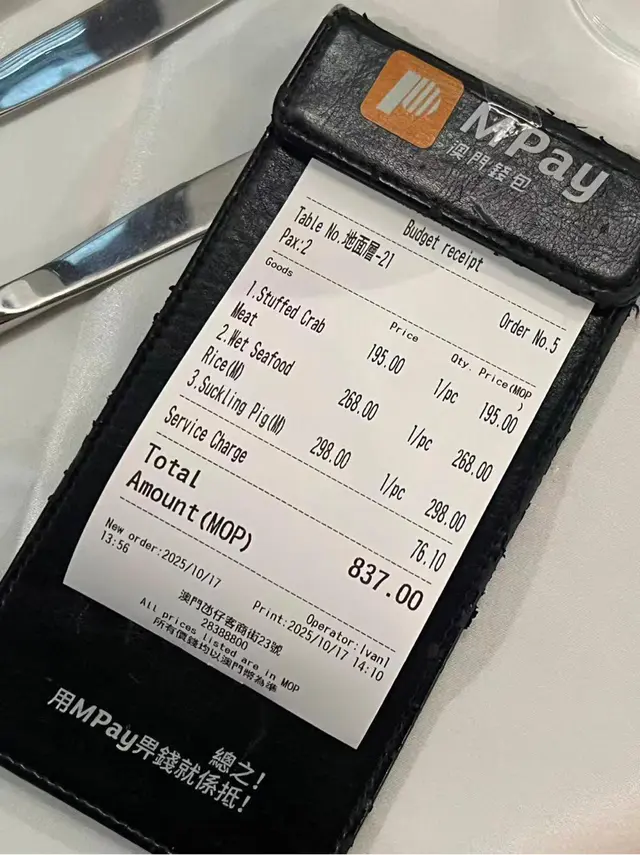 MPay
澳門錢包
Budget receipt
Table No.地面層-21
Pax:2
Order No.5
Goods Price Qty. Price(MOP
)
1.Stuffed Crab
Meat
195.00 1/pc 195.00
2.Wet Seafood
Rice(M)
268.00 1/pc 268.00
3.Suckling Pig(M)
298.00 1/pc 298.00
Service Charge 76.10
Total
Amount(MOP) 837.00
New order:2025/10/17
13:56
Operator:Ivanl
Print:2025/10/17 14:10
澳門氹仔客商街23號
28388800
All prices listed are in MOP
所有價錢均以澳門幣為準
總之!
用MPay畀錢就係抵!